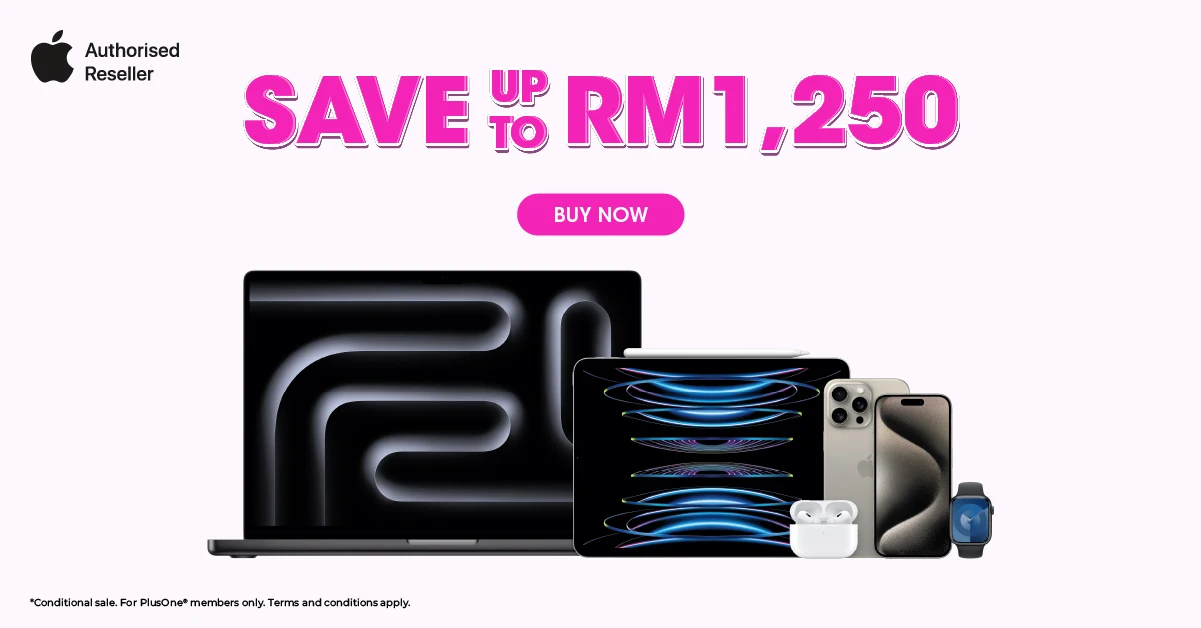 Authorised
Reseller
SAVE UP TO RM1,250
BUY NOW
*Conditional sale. For PlusOne® members only. Terms and conditions apply.